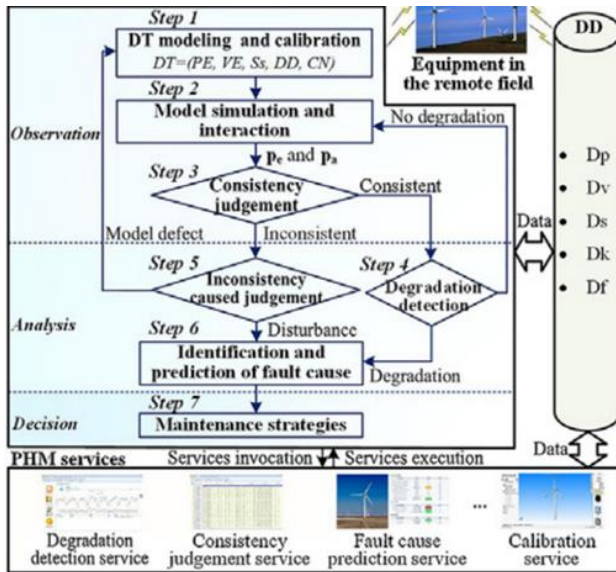 Step 1
DT modeling and calibration
DT=(PE, VE, Ss, DD, CN)
Equipment in
the remote field
DD
Step 2
Model simulation and
interaction
No degradation
Observation
pe and pa
Step 3
Consistency
judgement
Consistent
Model defect
Inconsistent
Data
Dp
Dv
Ds
Dk
Df
Step 5
Inconsistency
caused judgement
Step 4
Degradation
detection
Analysis
Step 6
Disturbance
Identification and
prediction of fault cause
Degradation
Step 7
Decision
Maintenance strategies
PHM services
Services invocation
Services execution
Data
Degradation
detection service
Consistency
judgement service
Fault cause
prediction service
...
Calibration
service